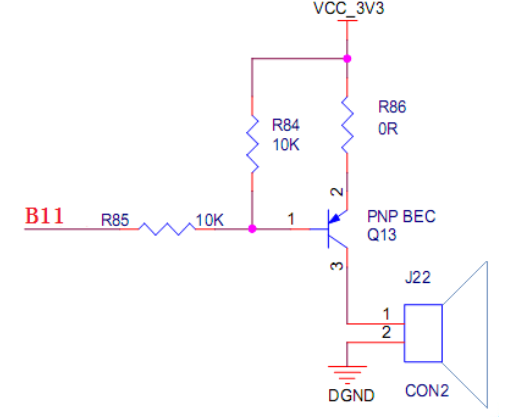 VCC_3V3
R84
10K
R86
0R
B11
R85
10K
1
2
PNP BEC
Q13
3
J22
1
2
DGND
CON2